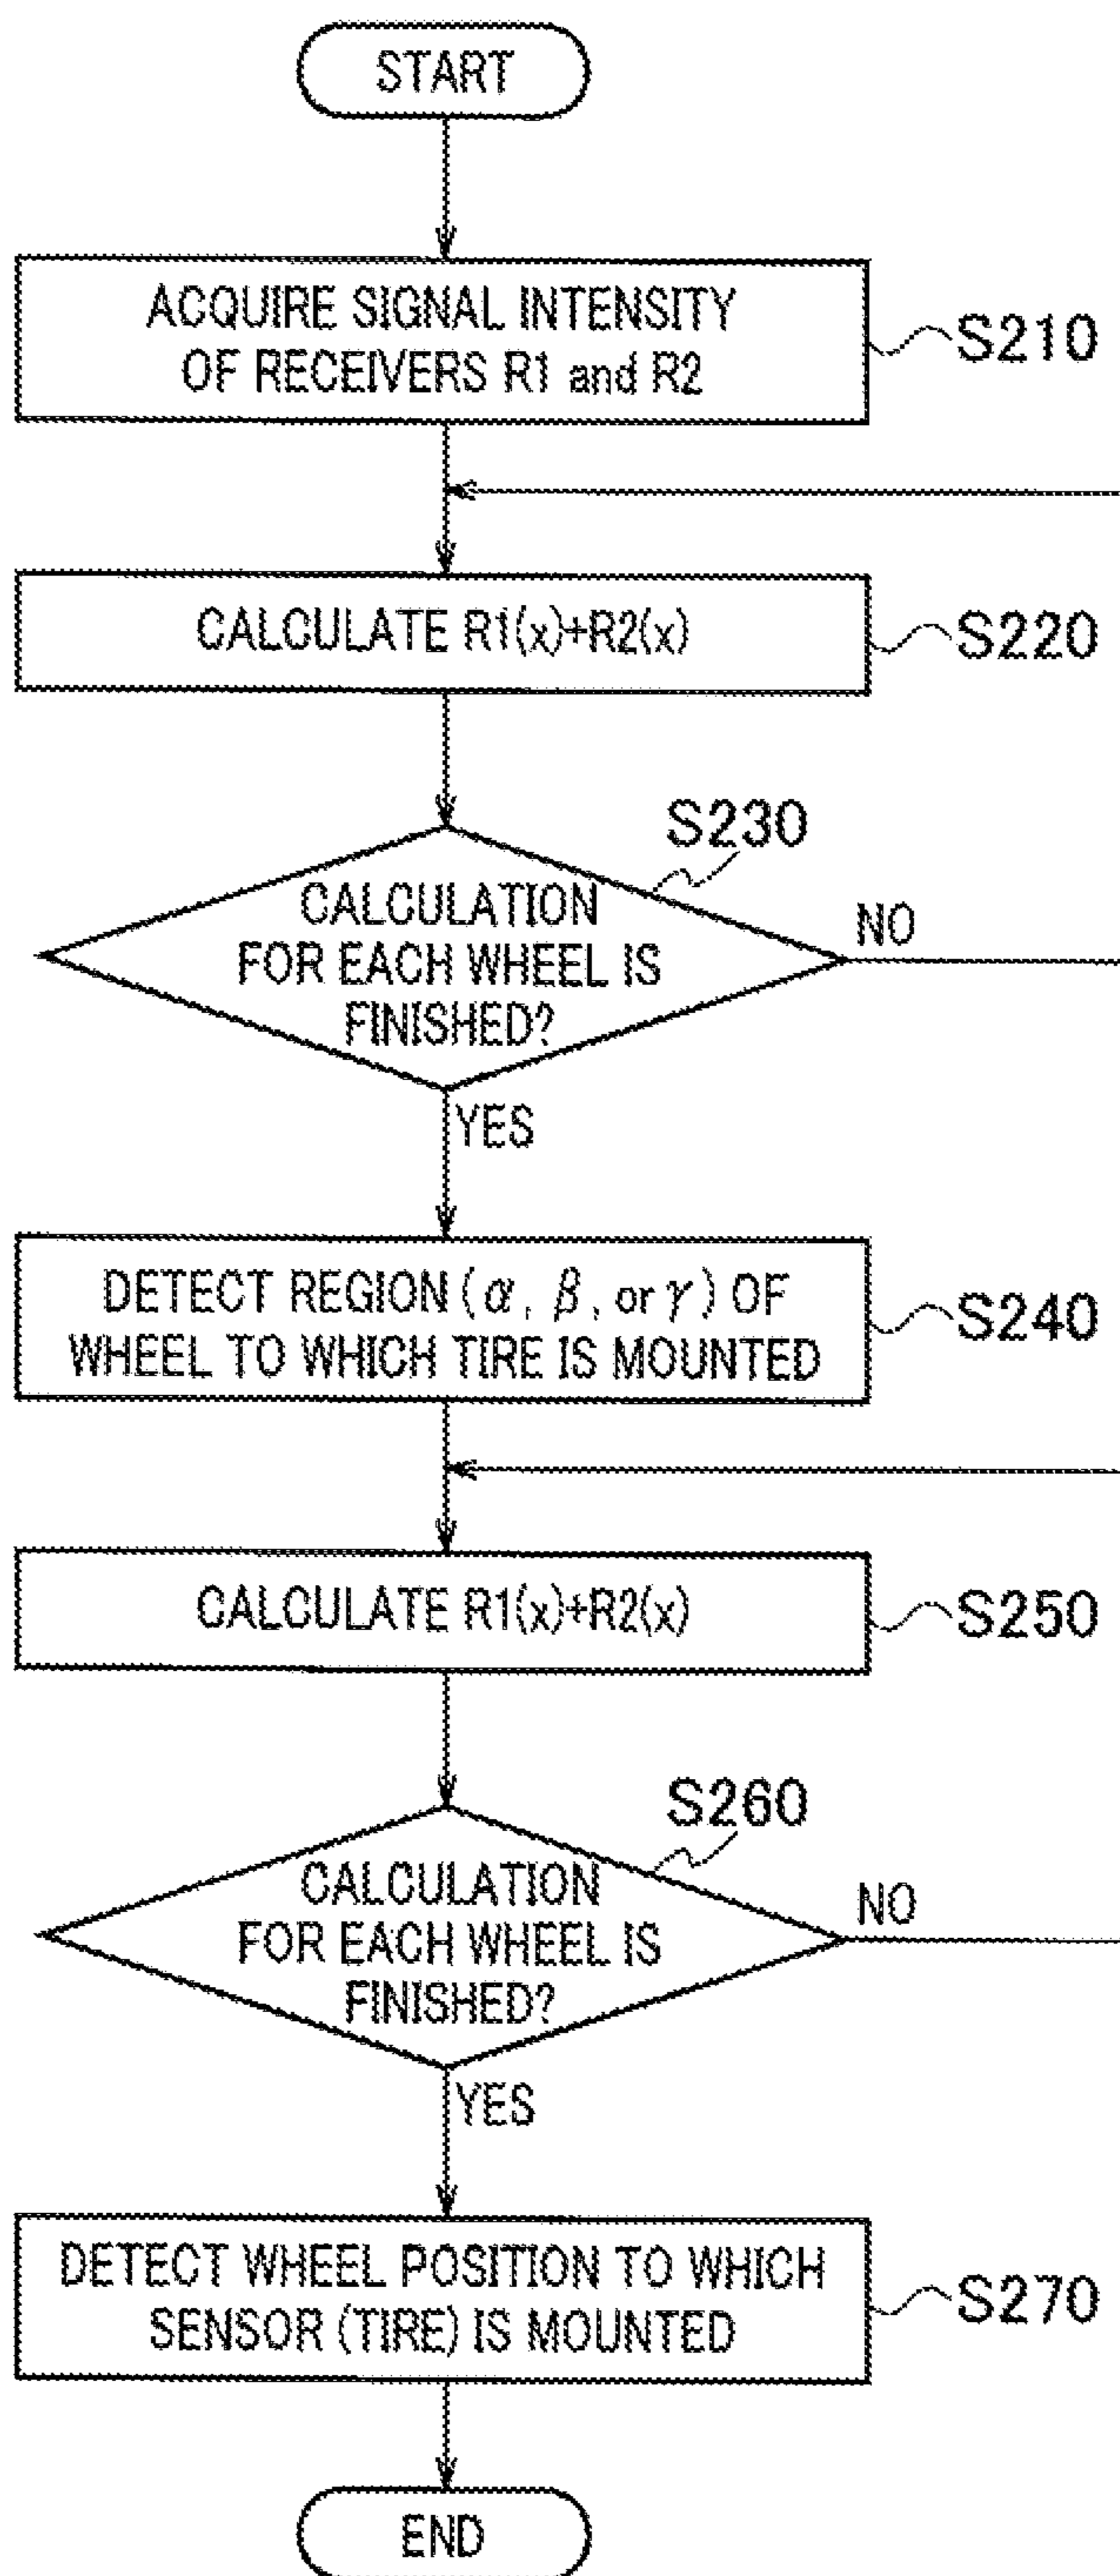 START
ACQUIRE SIGNAL INTENSITY
OF RECEIVERS R1 and R2
S210
CALCULATE R1(x)+R2(x)
S220
S230
CALCULATION
FOR EACH WHEEL IS
FINISHED?
NO
YES
DETECT REGION (α, β, or γ) OF
WHEEL TO WHICH TIRE IS MOUNTED
S240
CALCULATE R1(x)+R2(x)
S250
S260
CALCULATION
FOR EACH WHEEL IS
FINISHED?
NO
YES
DETECT WHEEL POSITION TO WHICH
SENSOR (TIRE) IS MOUNTED
S270
END